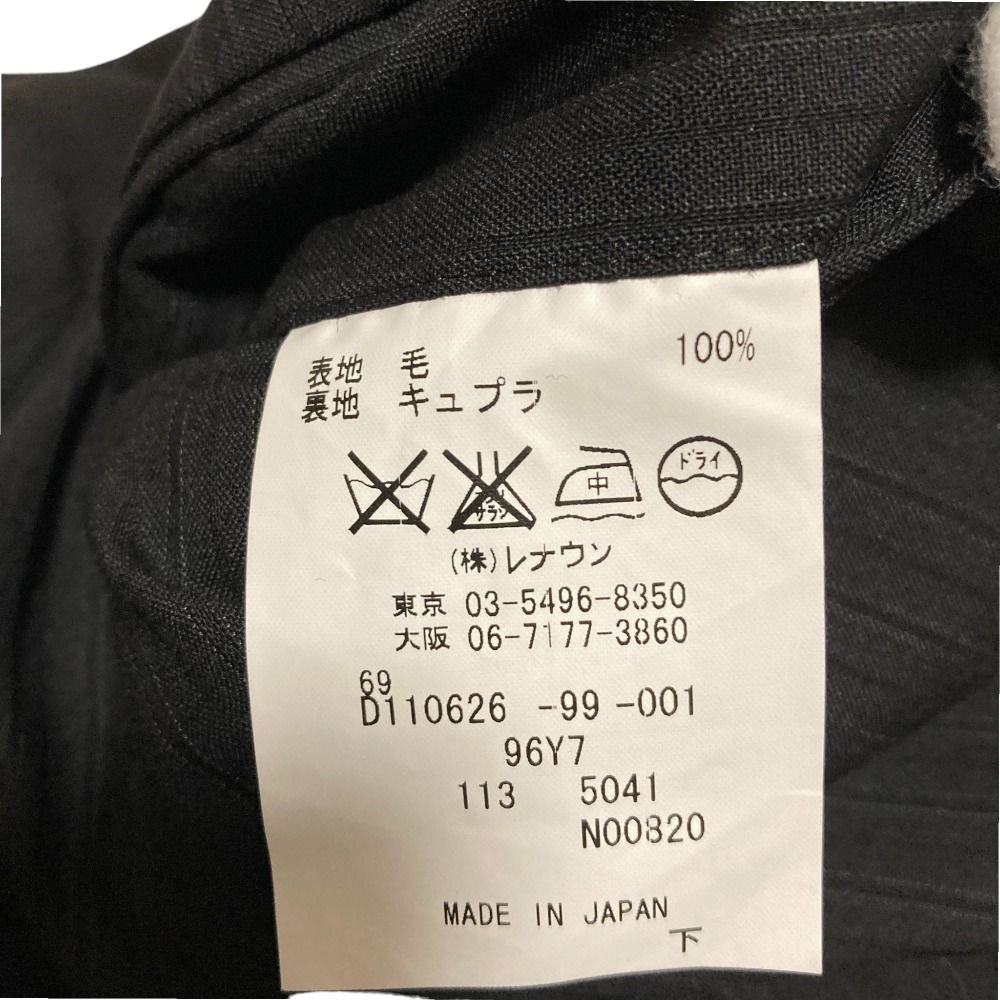 表地 毛 100%
裏地 キュプラ
中 ドライ
(株)レナウン
東京 03-5496-8350
大阪 06-7177-3860
69
D110626 -99 -001
96Y7
113 5041
N00820
MADE IN JAPAN
下